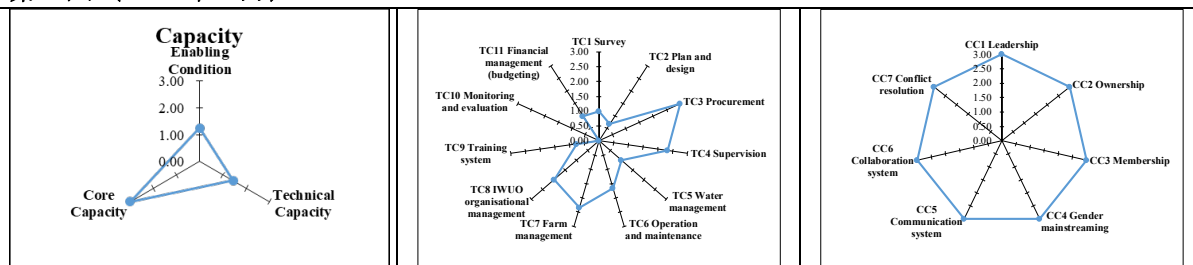 Capacity
Enabling
Condition
3.00
2.00
1.00
0.00
Core
Capacity
Technical
Capacity
TC1 Survey
3.00
2.50
2.00
1.50
1.00
0.50
0.00
TC2 Plan and
design
TC3 Procurement
TC4 Supervision
TC5 Water
management
TC6 Operation
and maintenance
TC7 Farm
management
TC8 IWUO
organisational
management
TC9 Training
system
TC10 Monitoring
and evaluation
TC11 Financial
management
(budgeting)
CC1 Leadership
3.00
2.50
2.00
1.50
1.00
0.50
0.00
CC2 Ownership
CC3 Membership
CC4 Gender
mainstreaming
CC5
Communication
system
CC6
Collaboration
system
CC7 Conflict
resolution